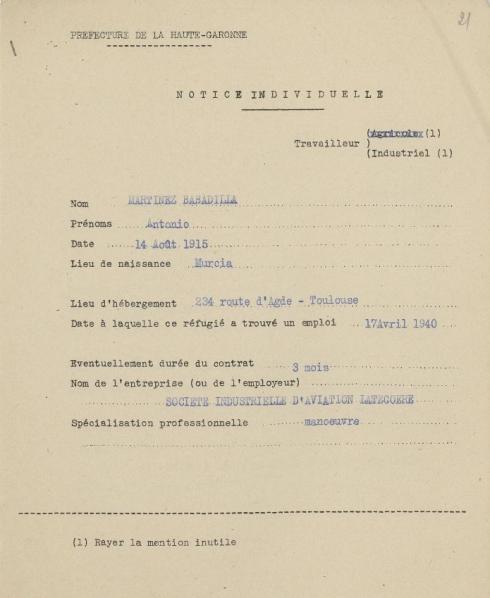 21
PREFECTURE DE LA HAUTE-GARONNE
NOTICE INDIVIDUELLE
(Agricole (1)
Travailleur )
(Industriel (1)
Nom MARTINEZ BABADILLA
Prénoms Antonio
Date 14 Août 1915
Lieu de naissance Murcia
Lieu d'hébergement 234 route d'Agde - Toulouse
Date à laquelle ce réfugié a trouvé un emploi 17Avril 1940
Eventuellement durée du contrat 3 mois
Nom de l'entreprise (ou de l'employeur)
SOCIETE INDUSTRIELLE D'AVIATION LATECOERE
Spécialisation professionnelle manoeuvre
(1) Rayer la mention inutile